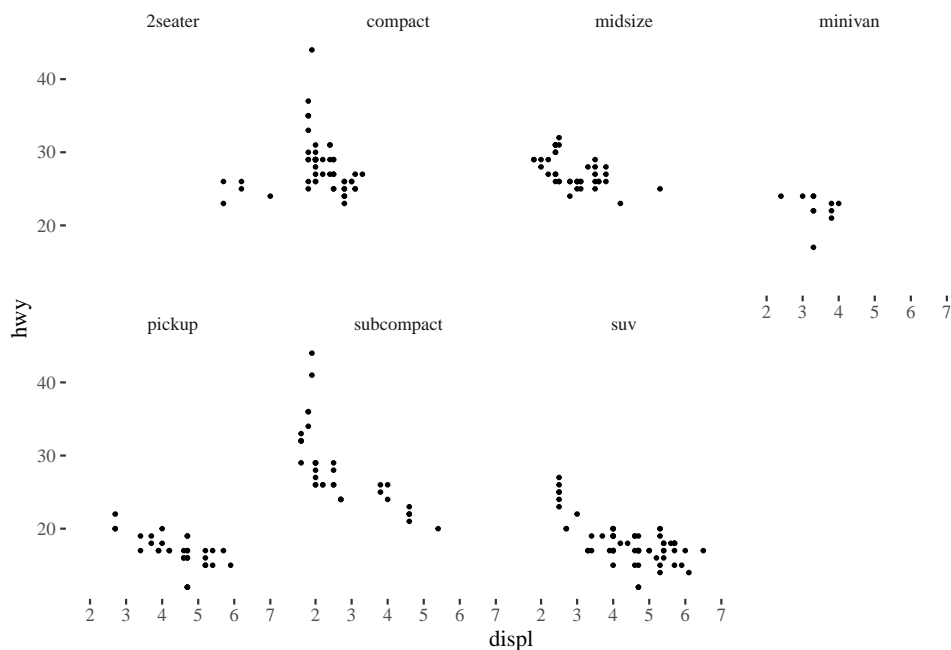 2seater compact midsize minivan
40
30
20
2 3 4 5 6 7
hwy
pickup subcompact suv
40
30
20
2 3 4 5 6 7 2 3 4 5 6 7 2 3 4 5 6 7
displ